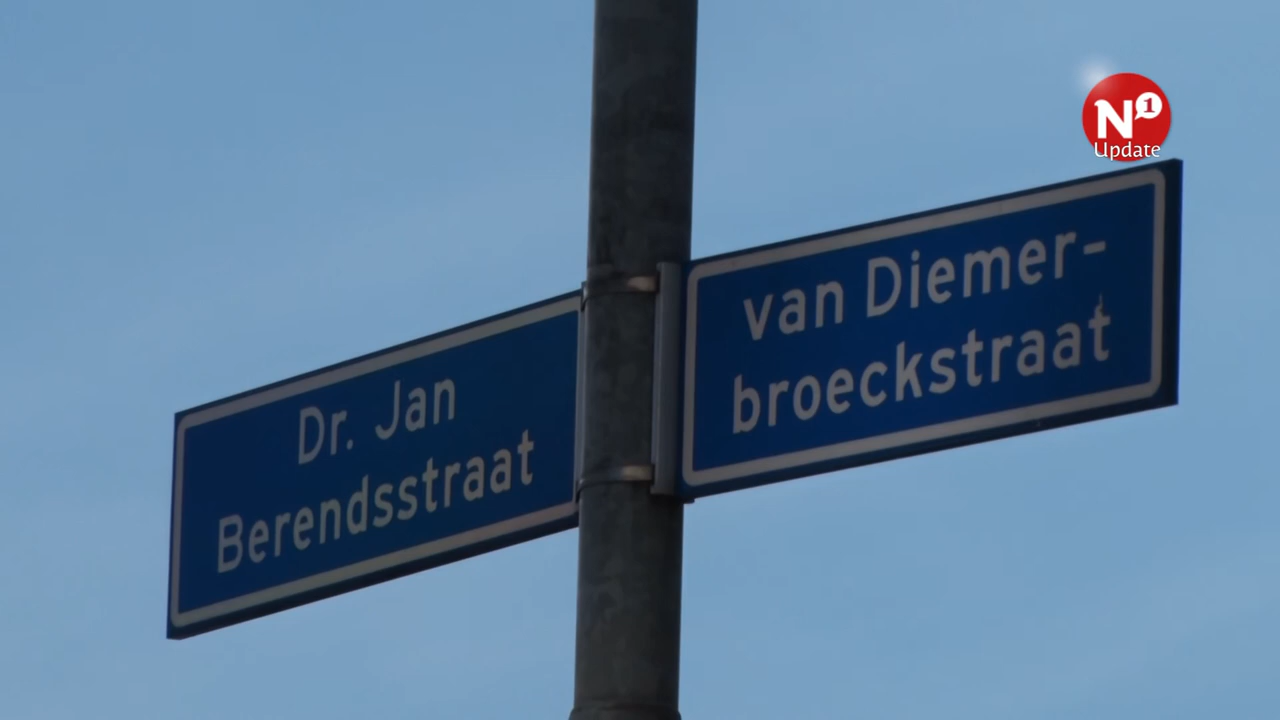 Dr. Jan
Berendsstraat
van Diemer-
broeckstraat
N1
Update